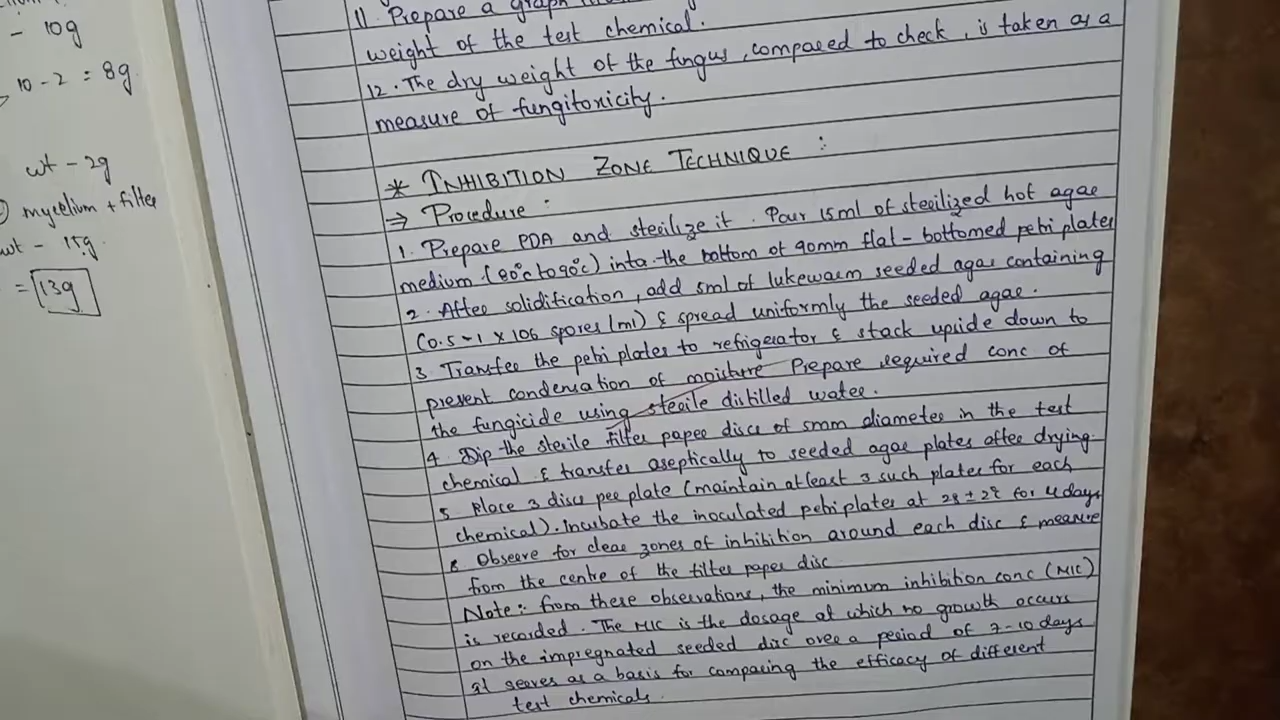 - 10g
10-2 = 8g
wt - 2g
mycelium + filter
wt - 15g
= 13g
11. Prepare a graph
weight of the test chemical.
12. The dry weight of the fungus, compared to check, is taken as a
measure of fungitoxicity.
* INHIBITION ZONE TECHNIQUE :
→ Procedure :
1. Prepare PDA and sterilize it. Pour 15ml of sterilized hot agar
medium. (80°c to 90°c) into the bottom of 90mm flat-bottomed petri plates
2. After solidification, add 5ml of lukewarm seeded agar containing
(0.5-1 x 106 spores/ml) & spread uniformly the seeded agar.
3. Transfer the petri plates to refrigerator & stack upside down to
prevent condensation of moisture Prepare required conc of
the fungicide using sterile distilled water.
4. Dip the sterile filter paper discs of 5mm diameter in the test
chemical & transfer aseptically to seeded agar plates after drying.
5. Place 3 discs per plate (maintain atleast 3 such plates for each
chemical). Incubate the inoculated petriplates at 28 ± 2°c for 4 days
Observe for clear zones of inhibition around each disc & measure
from the centre of the filter paper disc
Note:- from these observations, the minimum inhibition conc (MIC)
is recorded. The MIC is the dosage at which no growth occurs
on the impregnated seeded disc over a period of 7-10 days
It serves as a basis for comparing the efficacy of different
test chemicals.